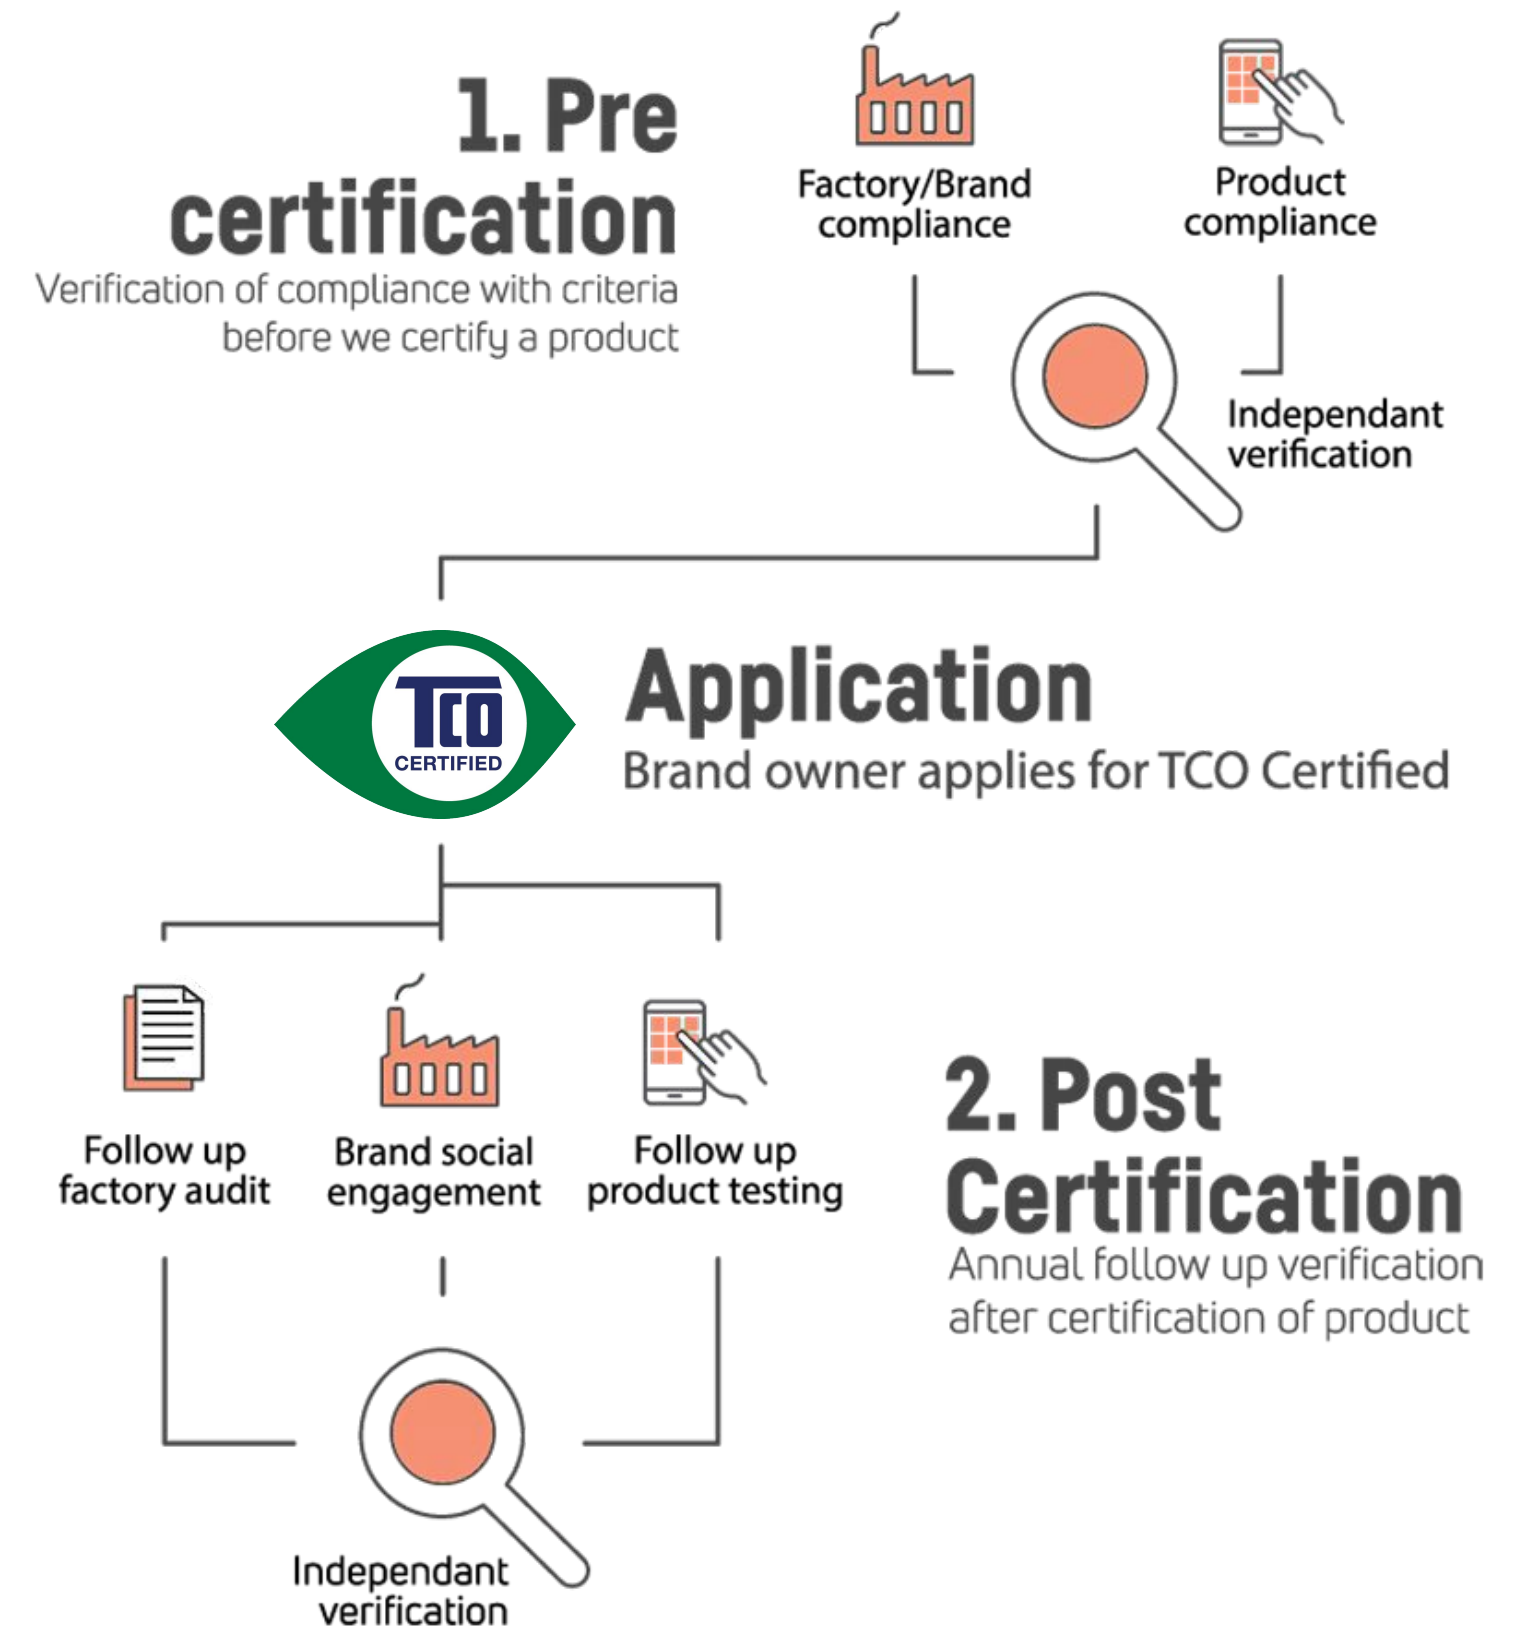 1. Pre
certification
Verification of compliance with criteria
before we certify a product
Factory/Brand
compliance
Product
compliance
Independant
verification
TCO
CERTIFIED
Application
Brand owner applies for TCO Certified
Follow up
factory audit
Brand social
engagement
Follow up
product testing
2. Post
Certification
Annual follow up verification
after certification of product
Independant
verification